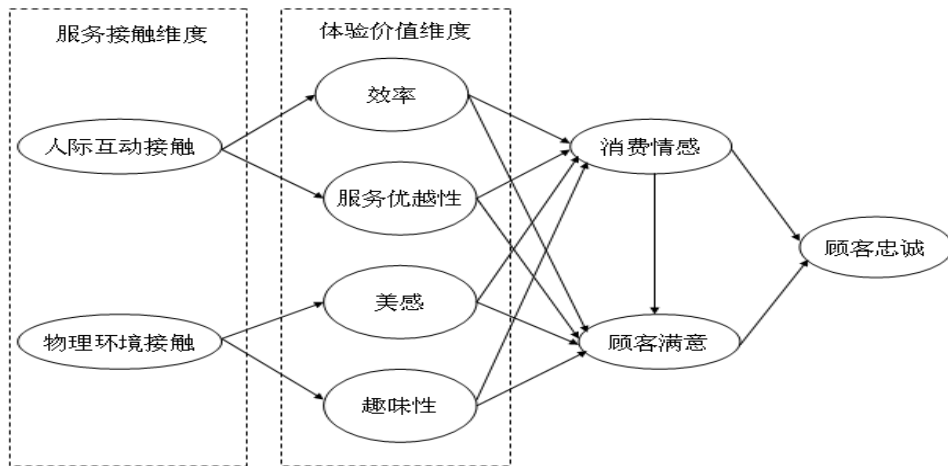 服务接触维度
体验价值维度
效率
人际互动接触
消费情感
服务优越性
顾客忠诚
美感
物理环境接触
顾客满意
趣味性